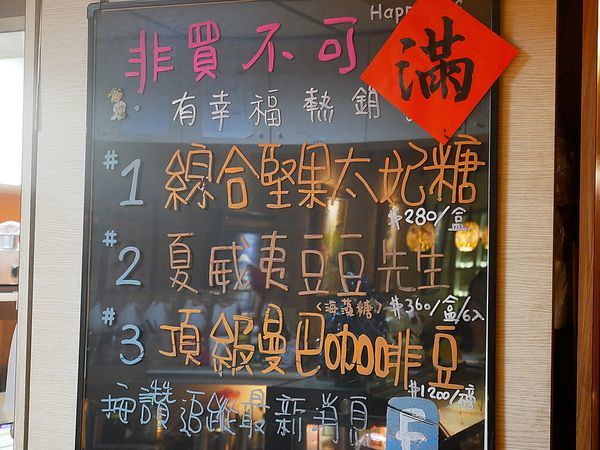 Happ
非買不可
滿
有幸福熱銷
#1 綜合堅果太妃糖
$280/盒
#2 夏威夷豆豆先生
(海藻糖) $360/盒/6入
#3 頂級曼巴咖啡豆
$1200/磅
按讚追蹤最新消息